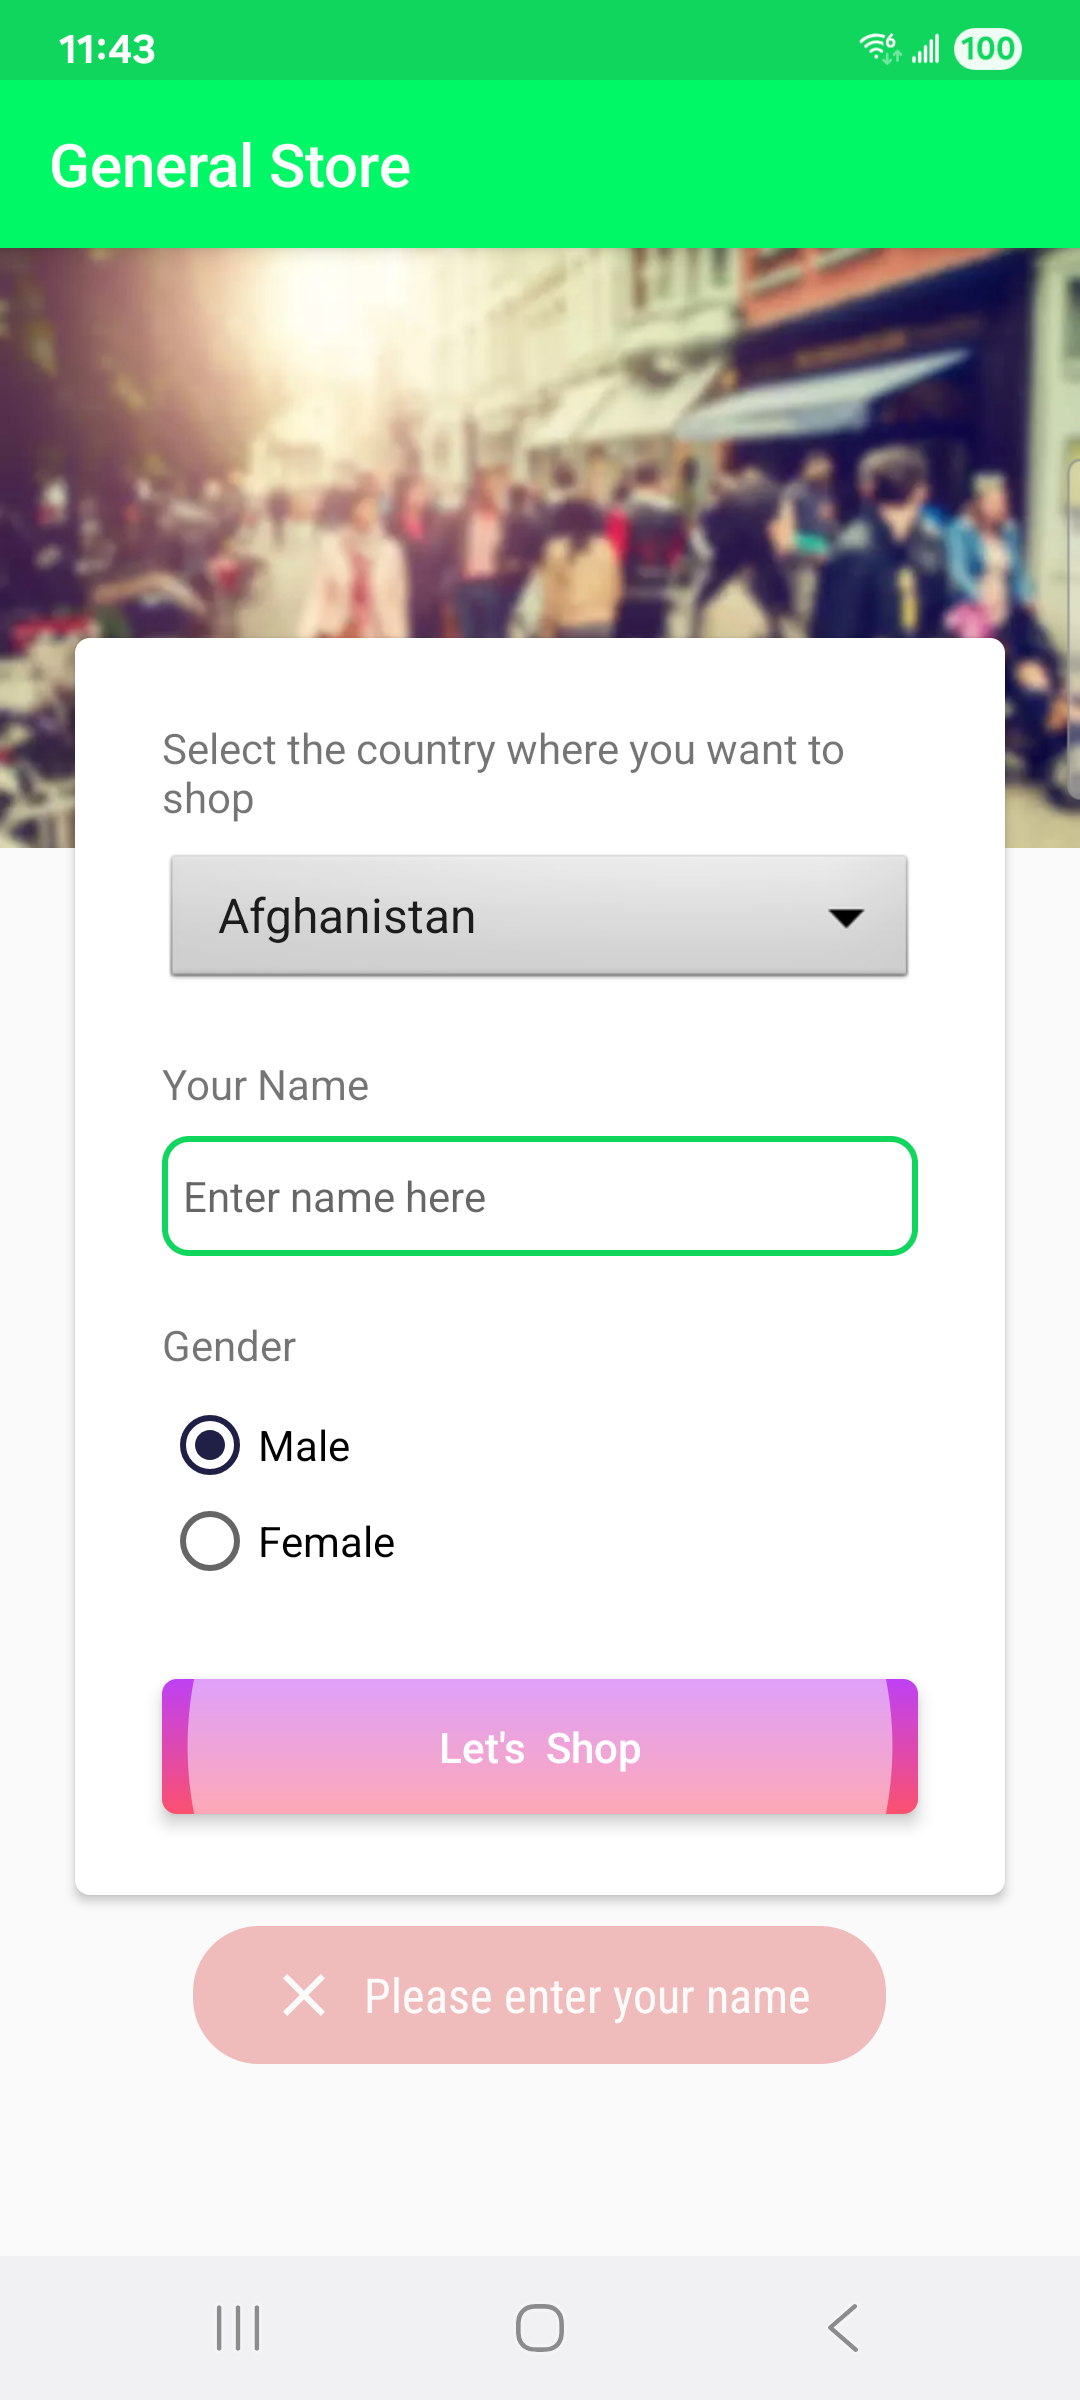 11:43
6
100
General Store
Select the country where you want to
shop
Afghanistan
Your Name
Enter name here
Gender
Male
Female
Let's Shop
Please enter your name